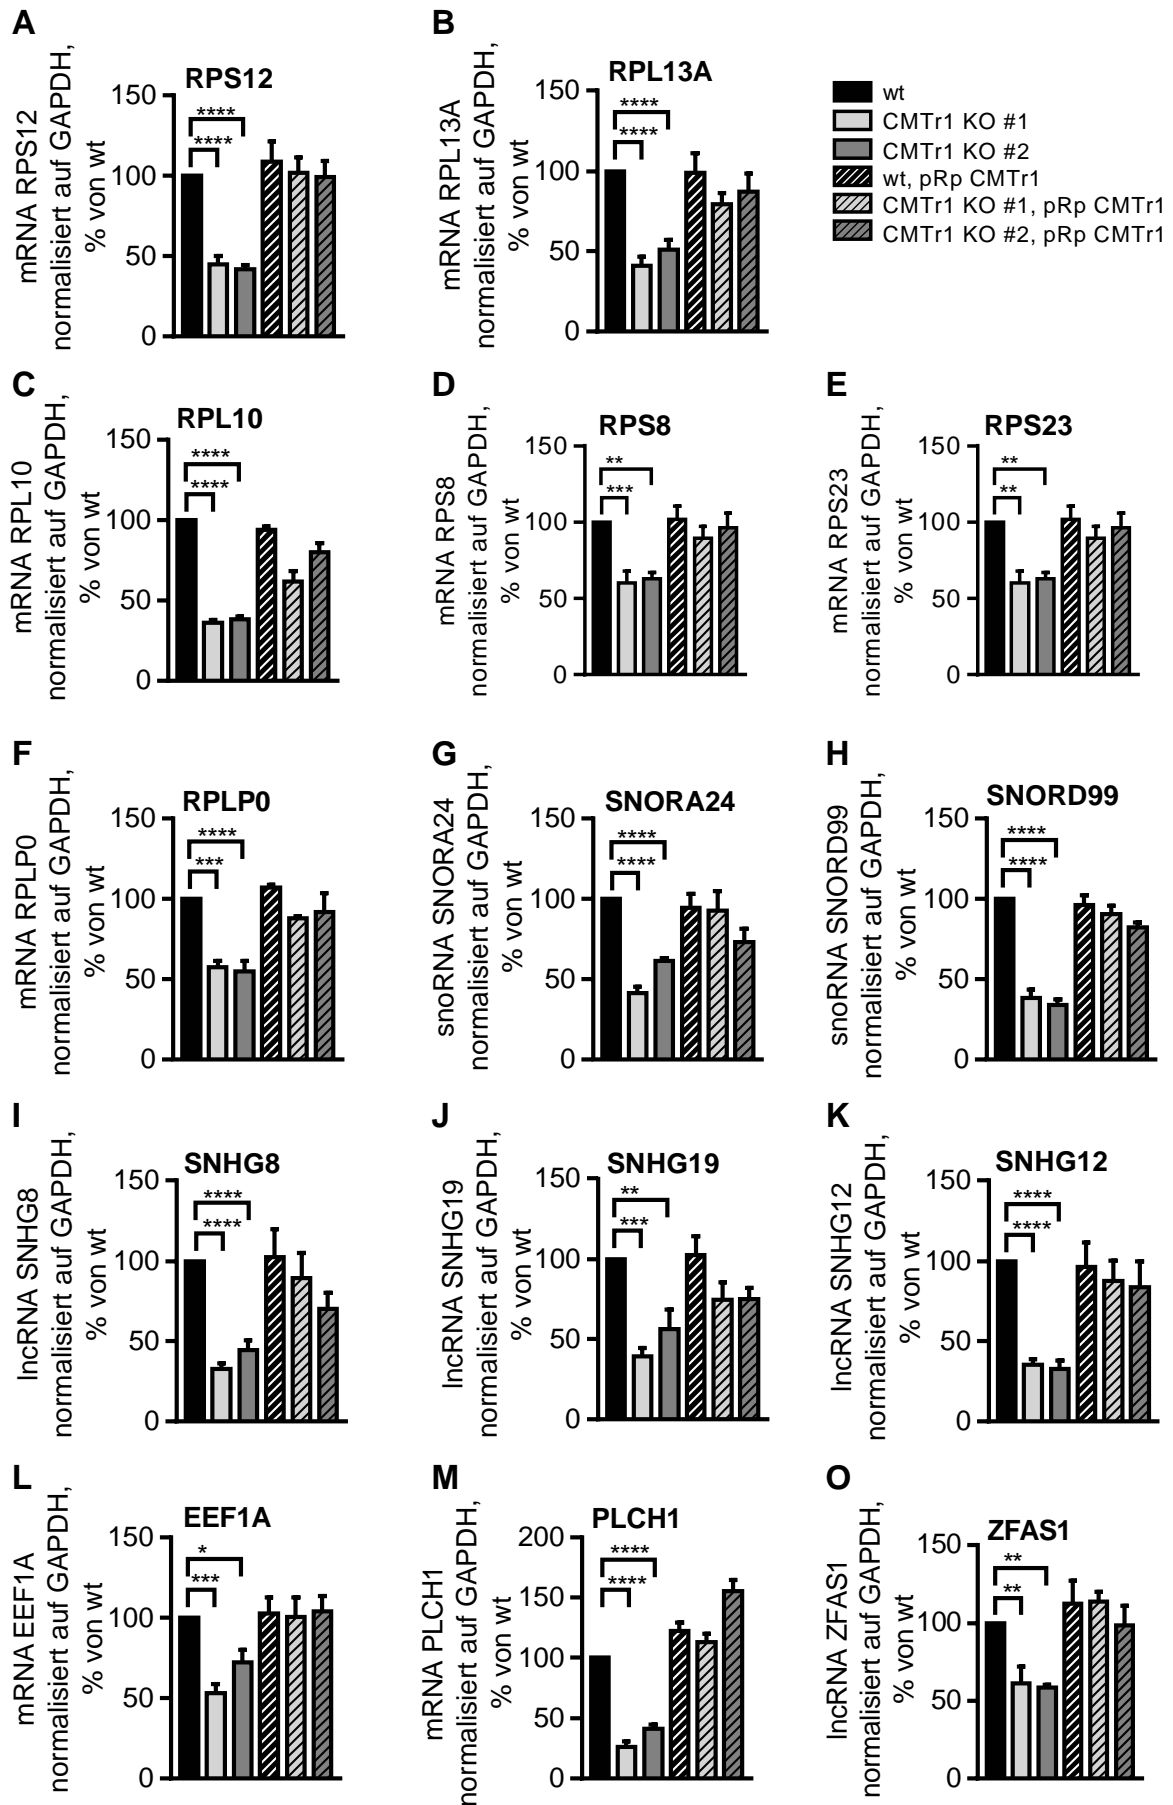 A
RPS12
mRNA RPS12
normalisiert auf GAPDH,
% von wt
150
100
50
0
****
****
B
RPL13A
mRNA RPL13A
normalisiert auf GAPDH,
% von wt
150
100
50
0
****
****
wt
CMTr1 KO #1
CMTr1 KO #2
wt, pRp CMTr1
CMTr1 KO #1, pRp CMTr1
CMTr1 KO #2, pRp CMTr1
C
RPL10
mRNA RPL10
normalisiert auf GAPDH,
% von wt
150
100
50
0
****
****
D
RPS8
mRNA RPS8
normalisiert auf GAPDH,
% von wt
150
100
50
0
**
***
E
RPS23
mRNA RPS23
normalisiert auf GAPDH,
% von wt
150
100
50
0
**
**
F
RPLP0
mRNA RPLP0
normalisiert auf GAPDH,
% von wt
150
100
50
0
****
***
G
SNORA24
snoRNA SNORA24
normalisiert auf GAPDH,
% von wt
150
100
50
0
****
****
H
SNORD99
snoRNA SNORD99
normalisiert auf GAPDH,
% von wt
150
100
50
0
****
****
I
SNHG8
lncRNA SNHG8
normalisiert auf GAPDH,
% von wt
150
100
50
0
****
****
J
SNHG19
lncRNA SNHG19
normalisiert auf GAPDH,
% von wt
150
100
50
0
**
***
K
SNHG12
lncRNA SNHG12
normalisiert auf GAPDH,
% von wt
150
100
50
0
****
****
L
EEF1A
mRNA EEF1A
normalisiert auf GAPDH,
% von wt
150
100
50
0
*
***
M
PLCH1
mRNA PLCH1
normalisiert auf GAPDH,
% von wt
200
150
100
50
0
****
****
O
ZFAS1
lncRNA ZFAS1
normalisiert auf GAPDH,
% von wt
150
100
50
0
**
**